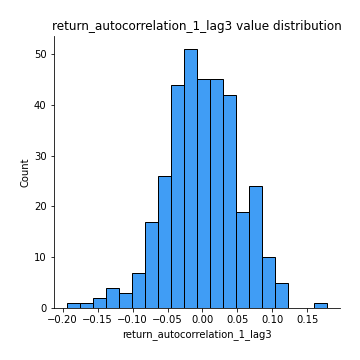 return_autocorrelation_1_lag3 value distribution
50
40
30
20
10
0
Count
−0.20 −0.15 −0.10 −0.05 0.00 0.05 0.10 0.15
return_autocorrelation_1_lag3